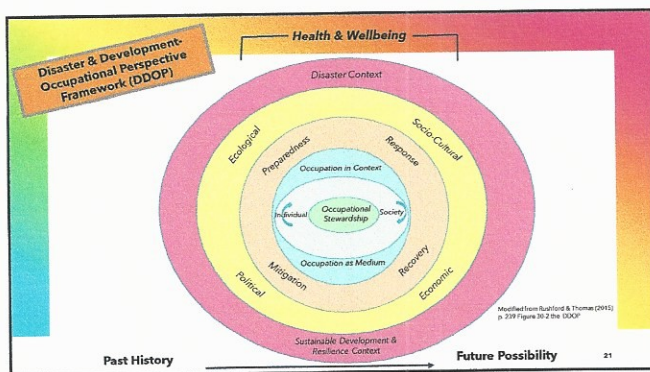 Disaster & Development-
Occupational Perspective
Framework (DDOP)
Health & Wellbeing
Disaster Context
Ecological
Socio-Cultural
Preparedness
Response
Occupation in Context
Individual
Occupational
Stewardship
Society
Occupation as Medium
Mitigation
Recovery
Political
Economic
Sustainable Development &
Resilience Context
Modified from Rushford & Thomas (2015)
p. 239 Figure 30.2 the DDOP
Past History
Future Possibility
21